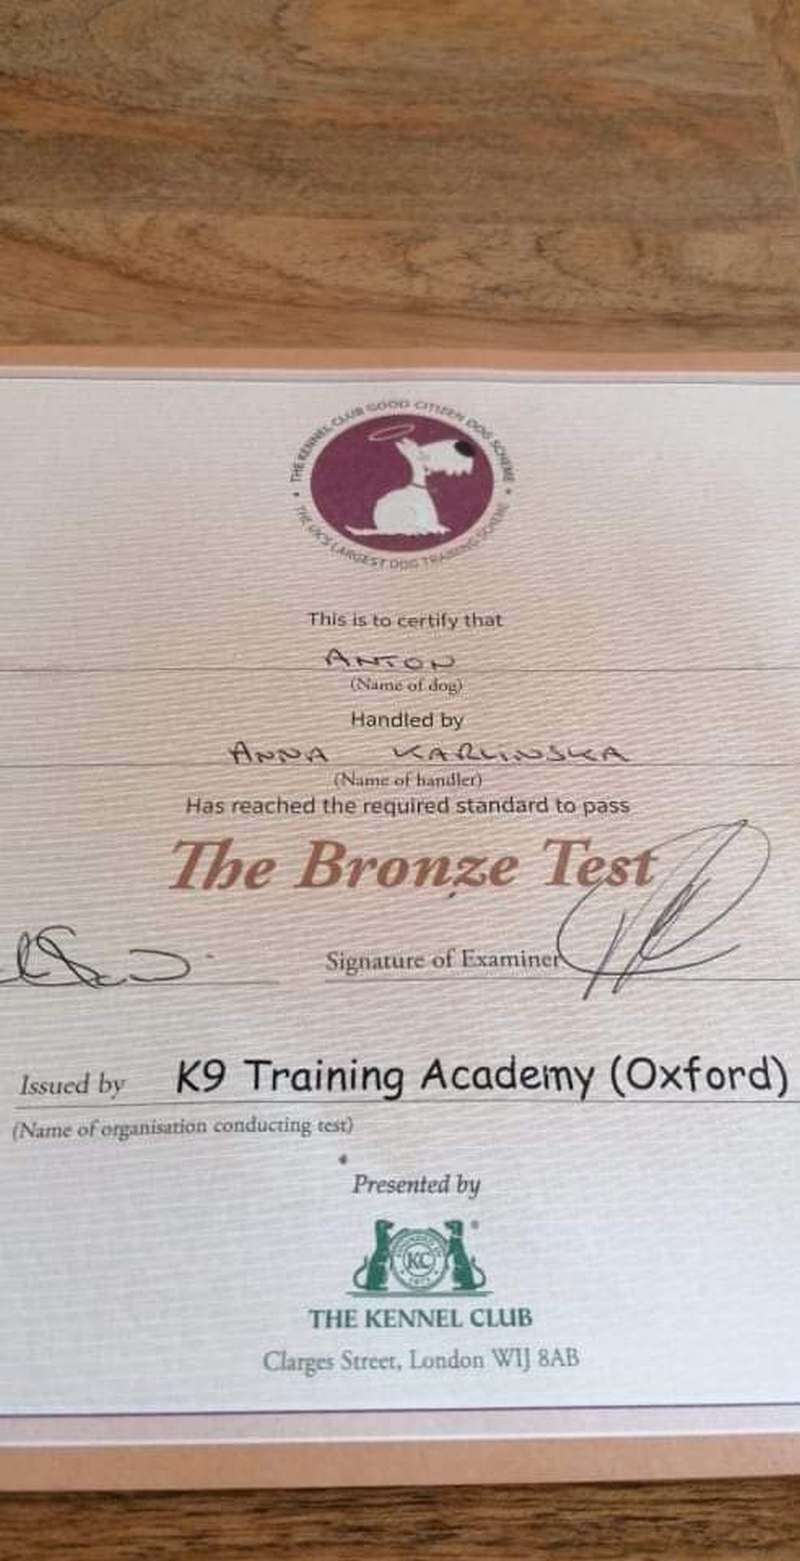 THE KENNEL CLUB GOOD CITIZEN DOG SCHEME
• THE UK'S LARGEST DOG TRAINING SCHEME •
This is to certify that
ANTON
(Name of dog)
Handled by
ANNA KARLINSKA
(Name of handler)
Has reached the required standard to pass
The Bronze Test
Signature of Examiner
Issued by K9 Training Academy (Oxford)
(Name of organisation conducting test)
Presented by
KC
THE KENNEL CLUB
Clarges Street, London W1J 8AB